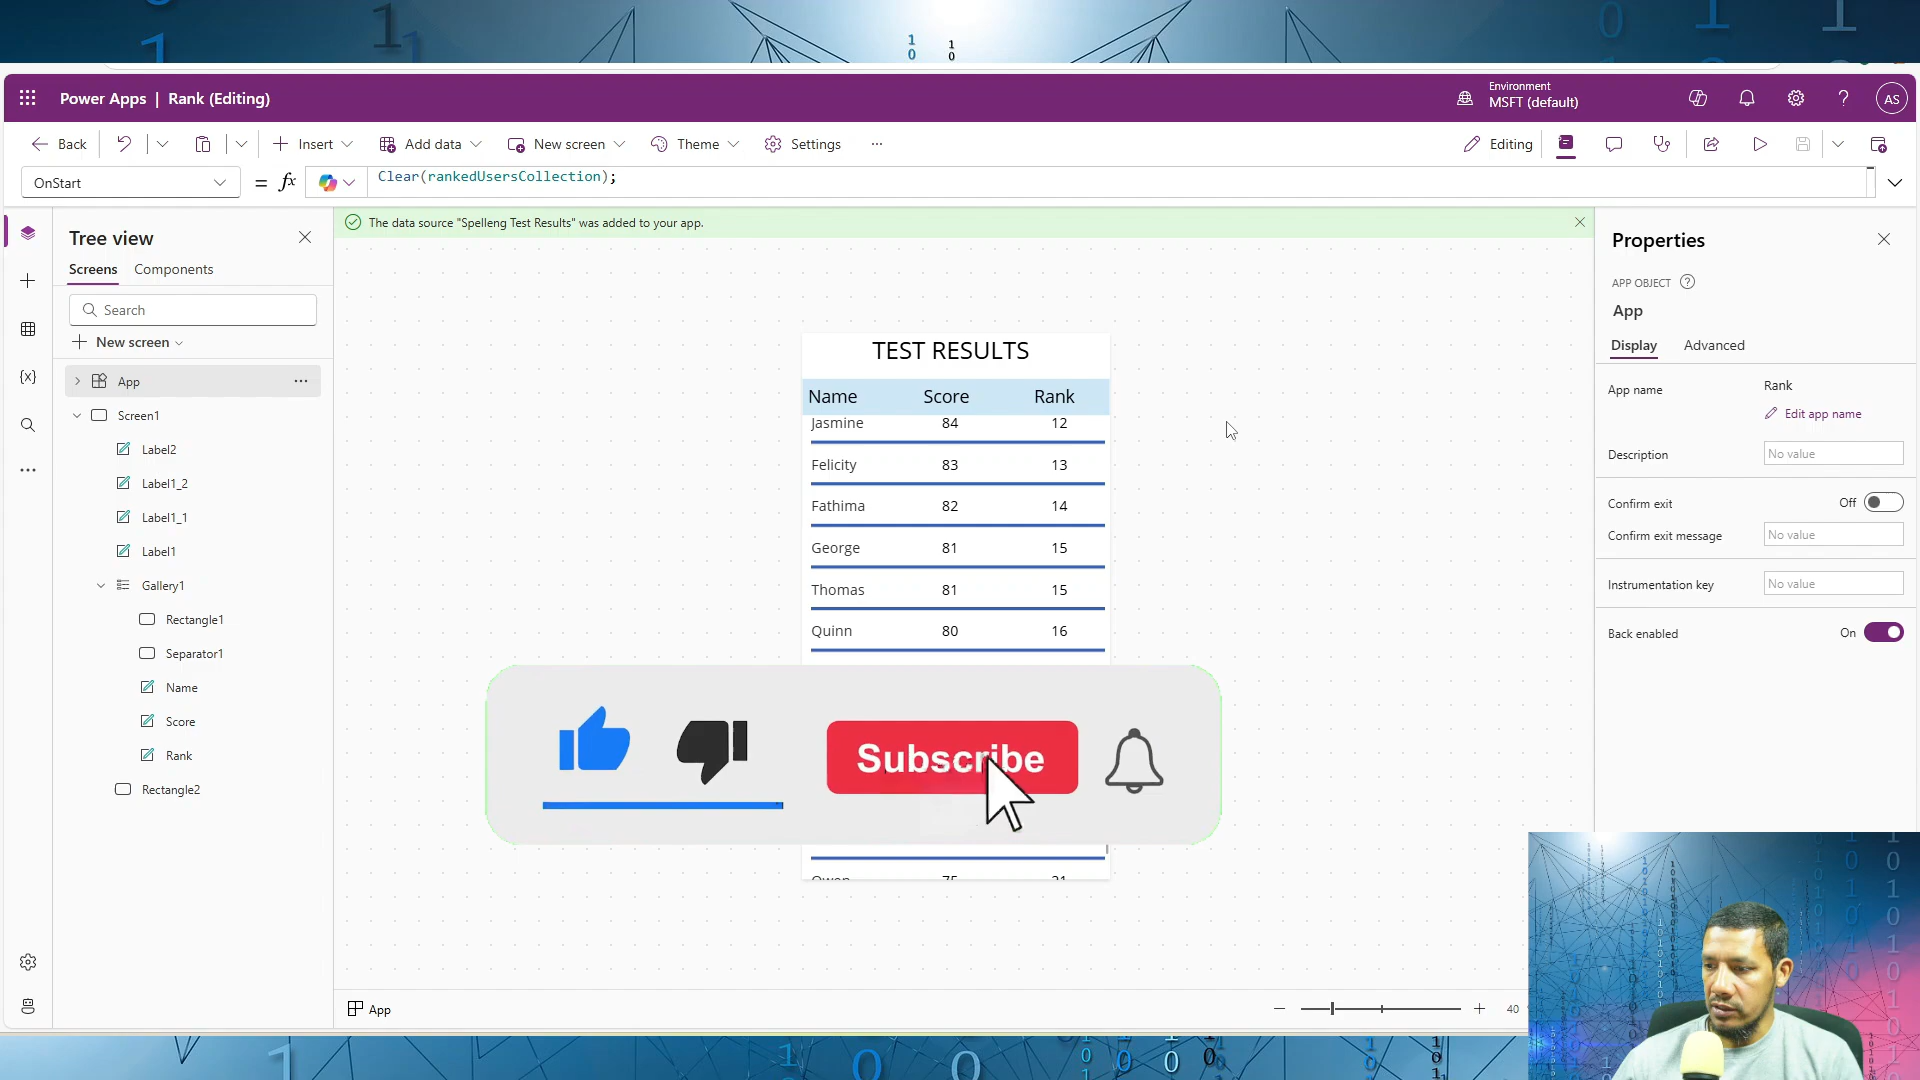 Power Apps | Rank (Editing)
Environment
MSFT (default)
AS
Back
Insert
Add data
New screen
Theme
Settings
Editing
OnStart
= fx
Clear(rankedUsersCollection);
The data source "Spelleng Test Results" was added to your app.
Tree view
Screens
Components
Search
New screen
App
Screen1
Label2
Label1_2
Label1_1
Label1
Gallery1
Rectangle1
Separator1
Name
Score
Rank
Rectangle2
TEST RESULTS
Name Score Rank
Jasmine 84 12
Felicity 83 13
Fathima 82 14
George 81 15
Thomas 81 15
Quinn 80 16
Subscribe
Owen 75 21
App
40
Properties
APP OBJECT
App
Display
Advanced
App name
Rank
Edit app name
Description
No value
Confirm exit
Off
Confirm exit message
No value
Instrumentation key
No value
Back enabled
On